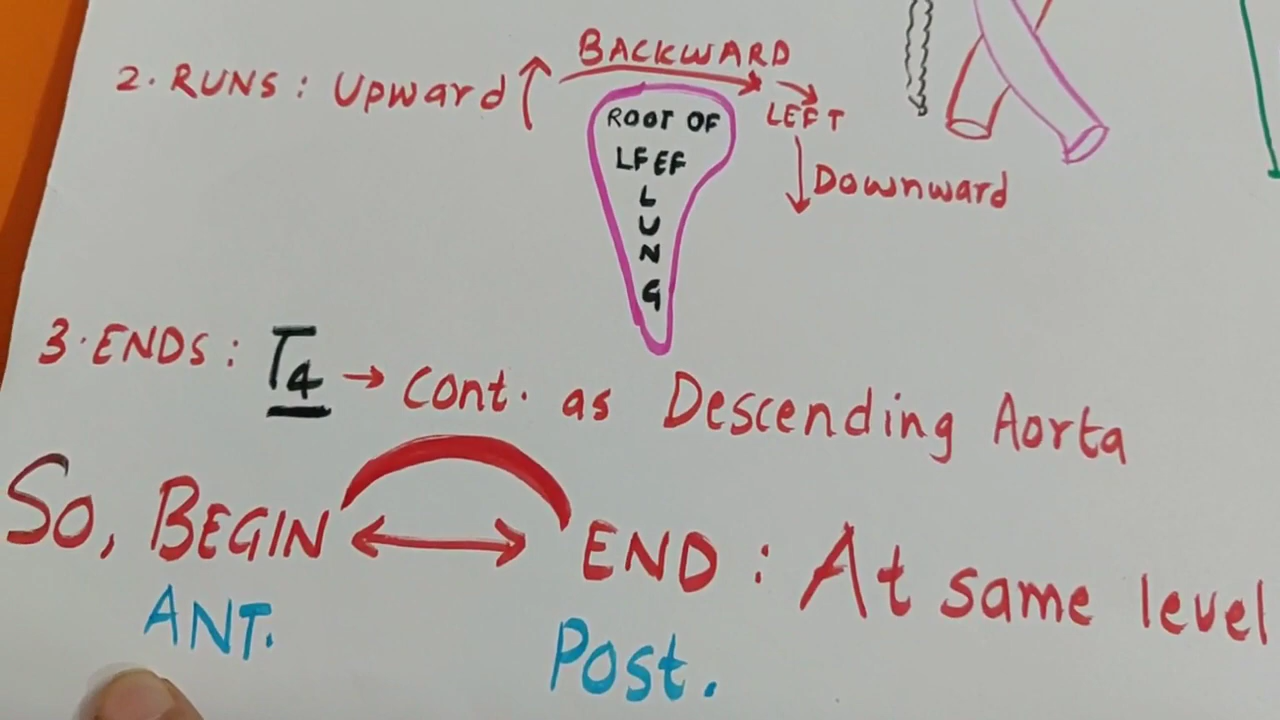 2. RUNS : Upward BACKWARD LEFT
Downward
ROOT OF
LFEF
L
U
N
G
3. ENDS : T4 → Cont. as Descending Aorta
So, BEGIN ↔ END : At same level
ANT. Post.